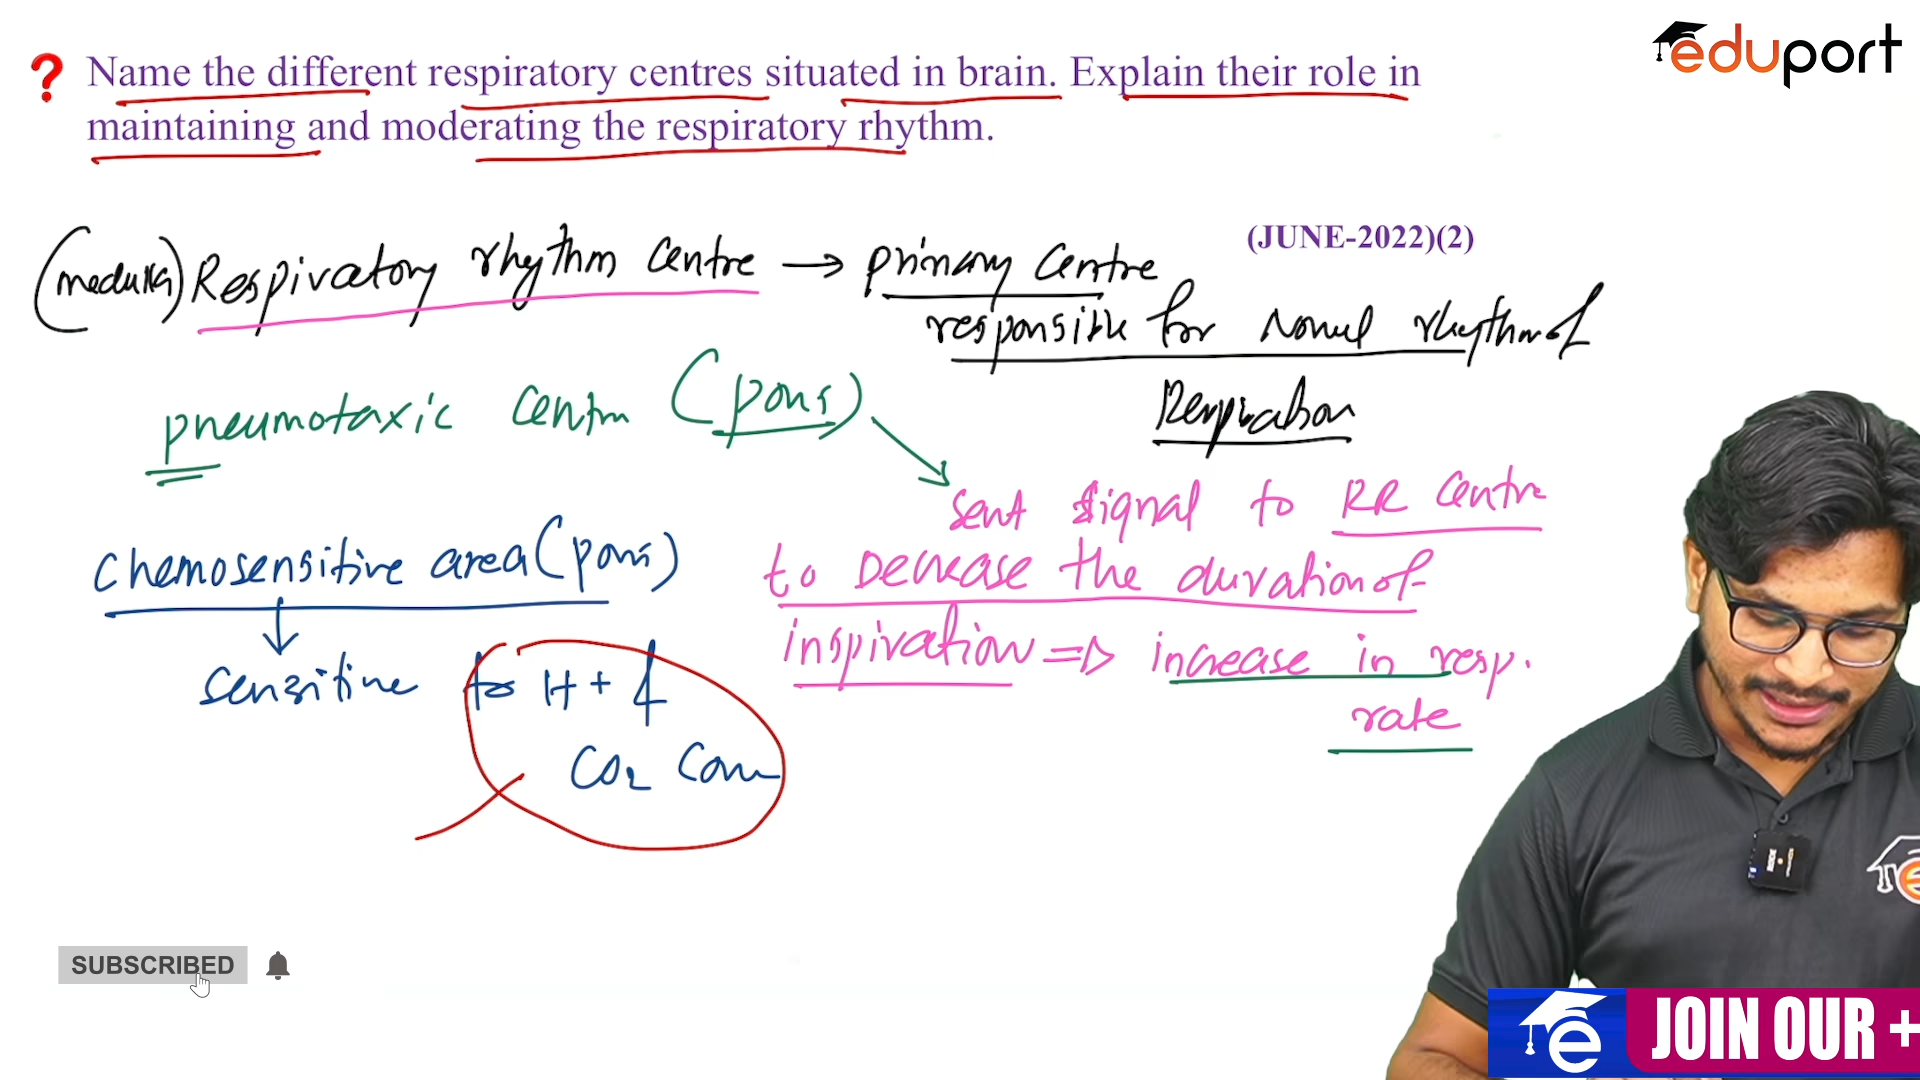 eduport
? Name the different respiratory centres situated in brain. Explain their role in
maintaining and moderating the respiratory rhythm.
(JUNE-2022)(2)
(medulla) Respiratory rhythm centre → primary centre
responsible for Normal rhythm of
Respiration
pneumotaxic centre (pons)
sent signal to RR centre
to Decrease the duration of
inspiration ⇒ increase in resp.
rate
chemosensitive area (pons)
sensitive to H+ &
CO2 Conc
SUBSCRIBED
e JOIN OUR +